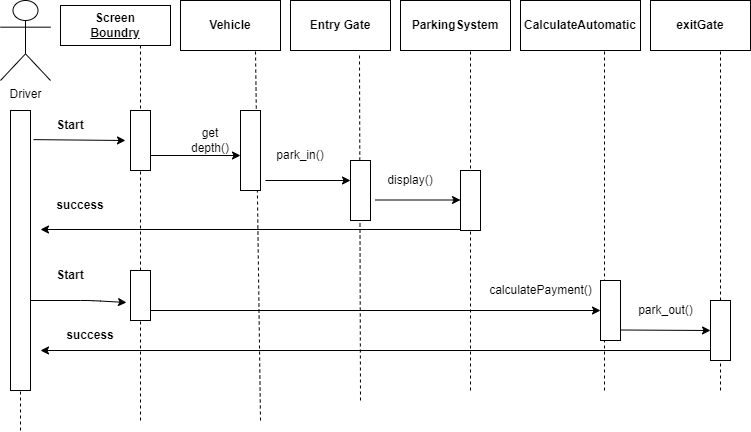 Screen
Boundry
Vehicle
Entry Gate
ParkingSystem
CalculateAutomatic
exitGate
Driver
Start
get
depth()
park_in()
display()
success
Start
calculatePayment()
park_out()
success